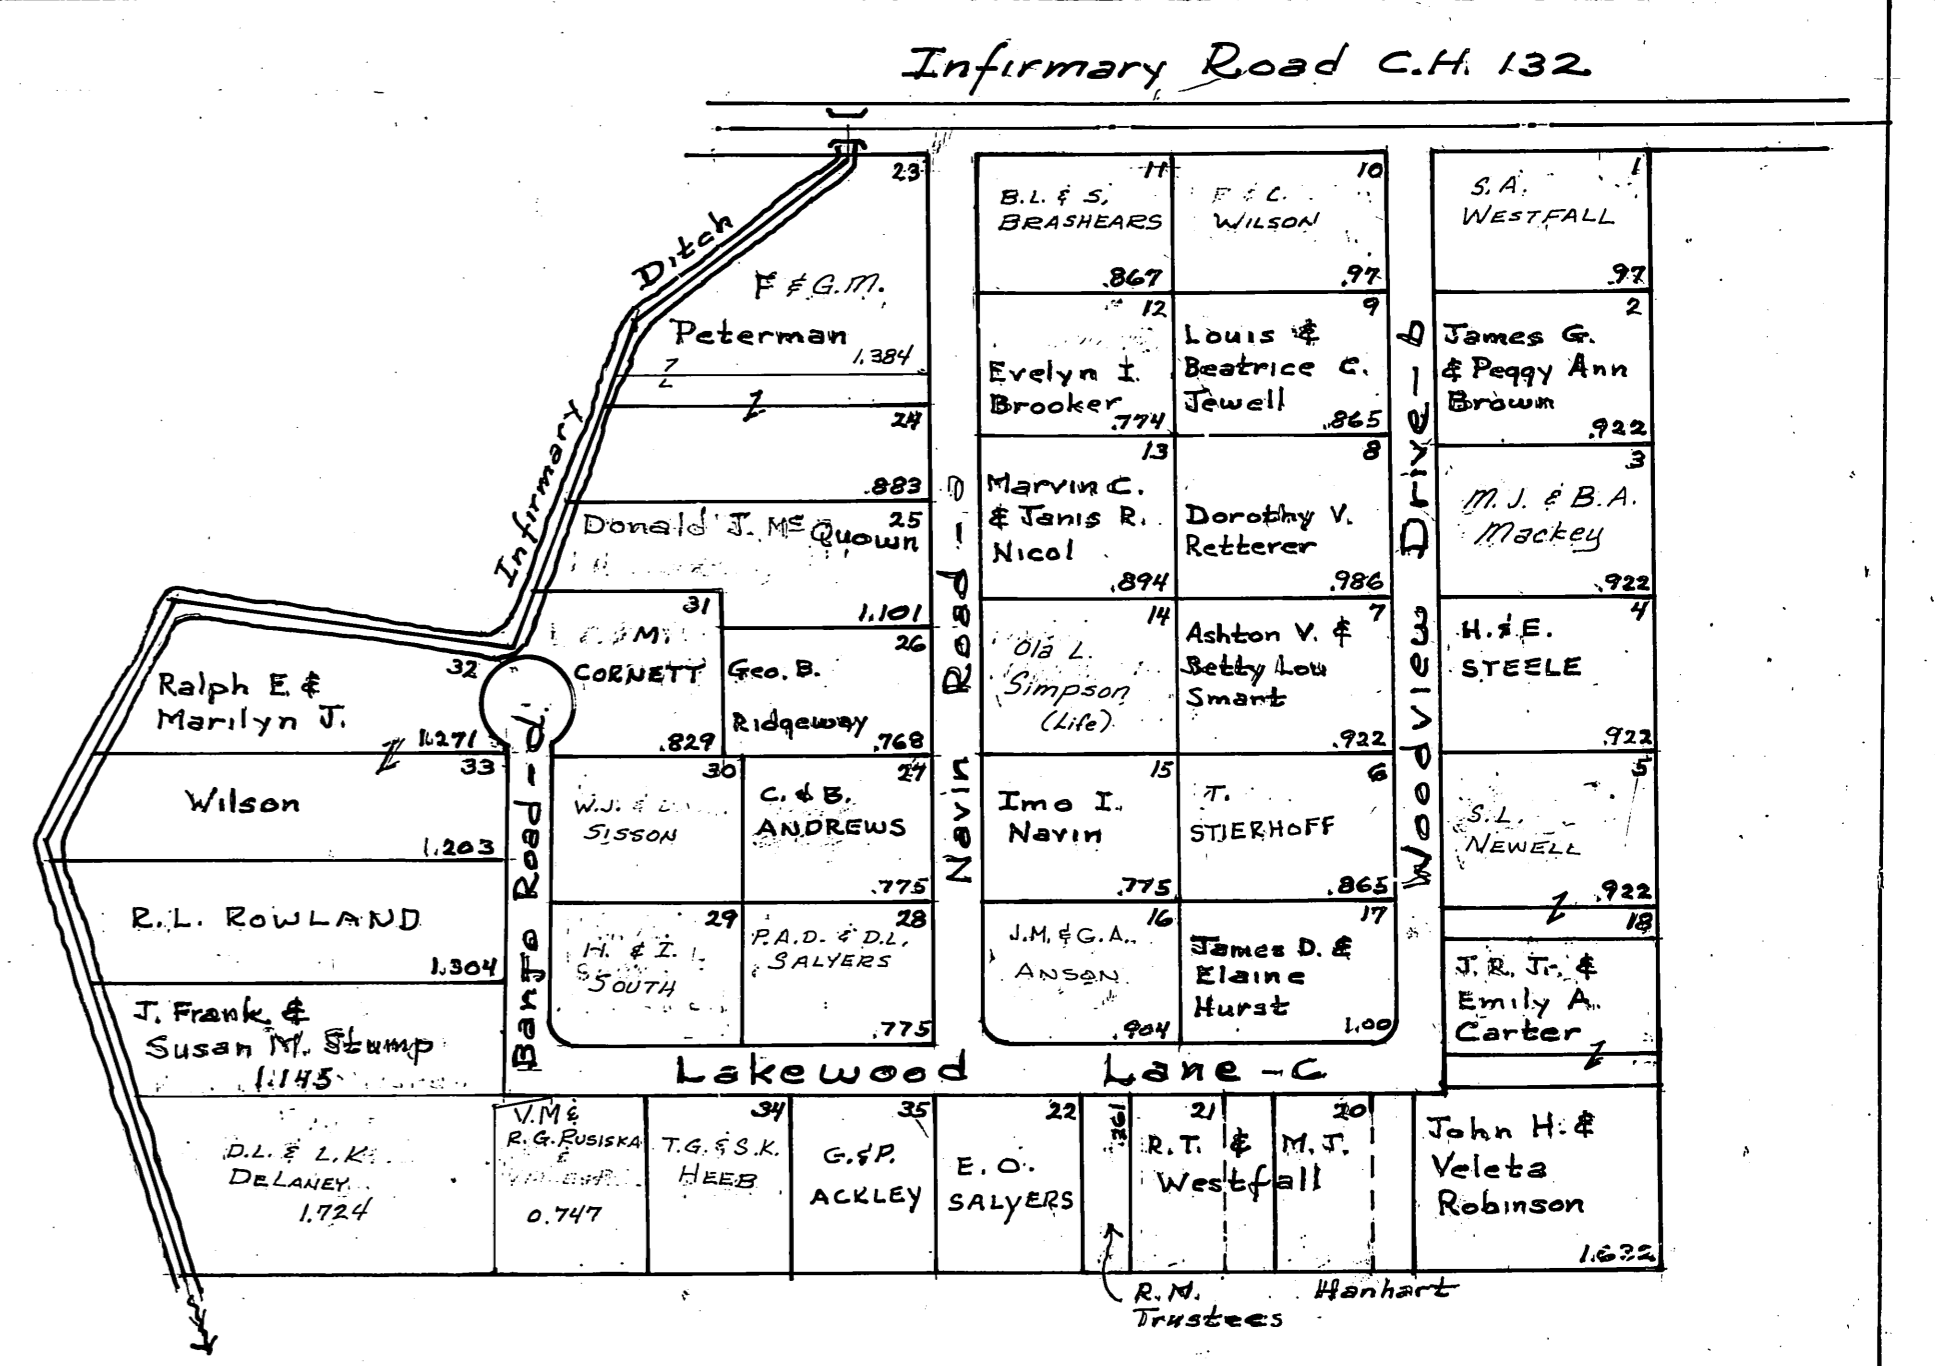 Infirmary Road C.H. 132
Infirmary Ditch
23
F & G.M.
Peterman
1.384
24
.883
Donald J. McQuown
25
1.101
31
M.
CORNETT
.829
26
Geo. B.
Ridgeway
.768
32
Ralph E &
Marilyn J.
1.271
33
Wilson
1.203
R.L. ROWLAND
1.304
J. Frank &
Susan M. Stump
1.145
Banjo Road-d
30
W.J. &
SISSON
27
C. & B.
ANDREWS
.775
29
H. & I.
SOUTH
28
P.A.D. & D.L.
SALYERS
.775
Navin Road-a
11
B.L. & S.
BRASHEARS
.867
10
& C.
WILSON
.97
12
Evelyn I.
Brooker
.774
9
Louis &
Beatrice C.
Jewell
.865
13
Marvin C.
& Janis R.
Nicol
.894
8
Dorothy V.
Retterer
.986
14
Ola L.
Simpson
(Life)
7
Ashton V. &
Betty Lou
Smart
.922
15
Imo I.
Navin
.775
6
T.
STIERHOFF
.865
16
J.M. & G.A.
ANSON
.904
17
James D. &
Elaine
Hurst
1.00
Woodview Drive-b
1
S.A.
WESTFALL
.97
2
James G.
& Peggy Ann
Brown
.922
3
M.J. & B.A.
Mackey
.922
4
H. & E.
STEELE
.922
5
S.L.
NEWELL
.922
18
J.R. Jr. &
Emily A.
Carter
Lakewood Lane-C
D.L. & L.K.
DELANEY
1.724
V.M &
R.G. RUSISKA
&
0.747
34
T.G. & S.K.
HEEB
35
G. & P.
ACKLEY
22
E.O.
SALYERS
.261
21
20
R.T. & M.J.
Westfall
John H. &
Veleta
Robinson
1.632
R.M. Hanhart
Trustees